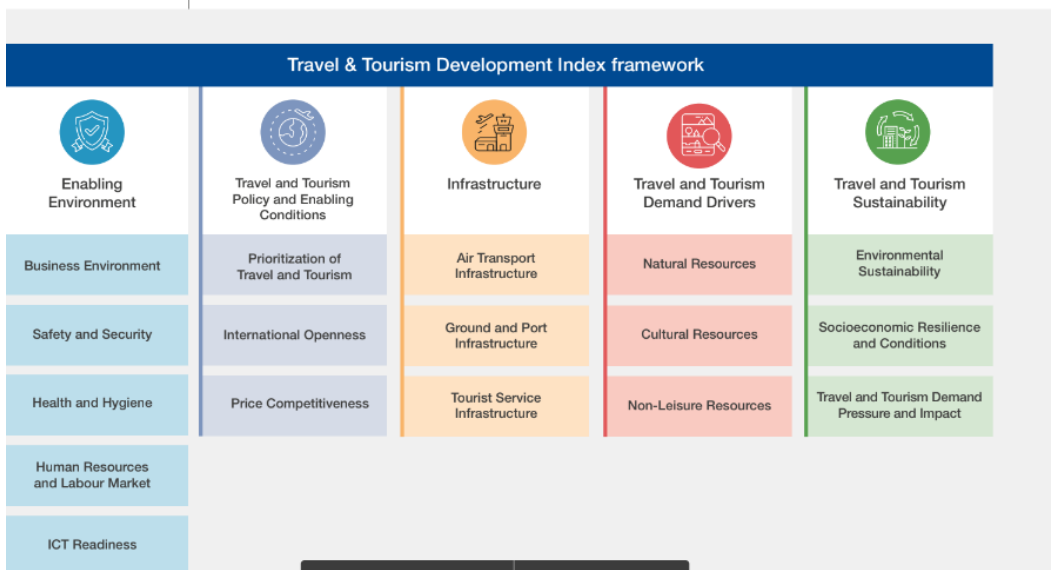 Travel & Tourism Development Index framework
Enabling
Environment
Business Environment
Safety and Security
Health and Hygiene
Human Resources
and Labour Market
ICT Readiness
Travel and Tourism
Policy and Enabling
Conditions
Prioritization of
Travel and Tourism
International Openness
Price Competitiveness
Infrastructure
Air Transport
Infrastructure
Ground and Port
Infrastructure
Tourist Service
Infrastructure
Travel and Tourism
Demand Drivers
Natural Resources
Cultural Resources
Non-Leisure Resources
Travel and Tourism
Sustainability
Environmental
Sustainability
Socioeconomic Resilience
and Conditions
Travel and Tourism Demand
Pressure and Impact